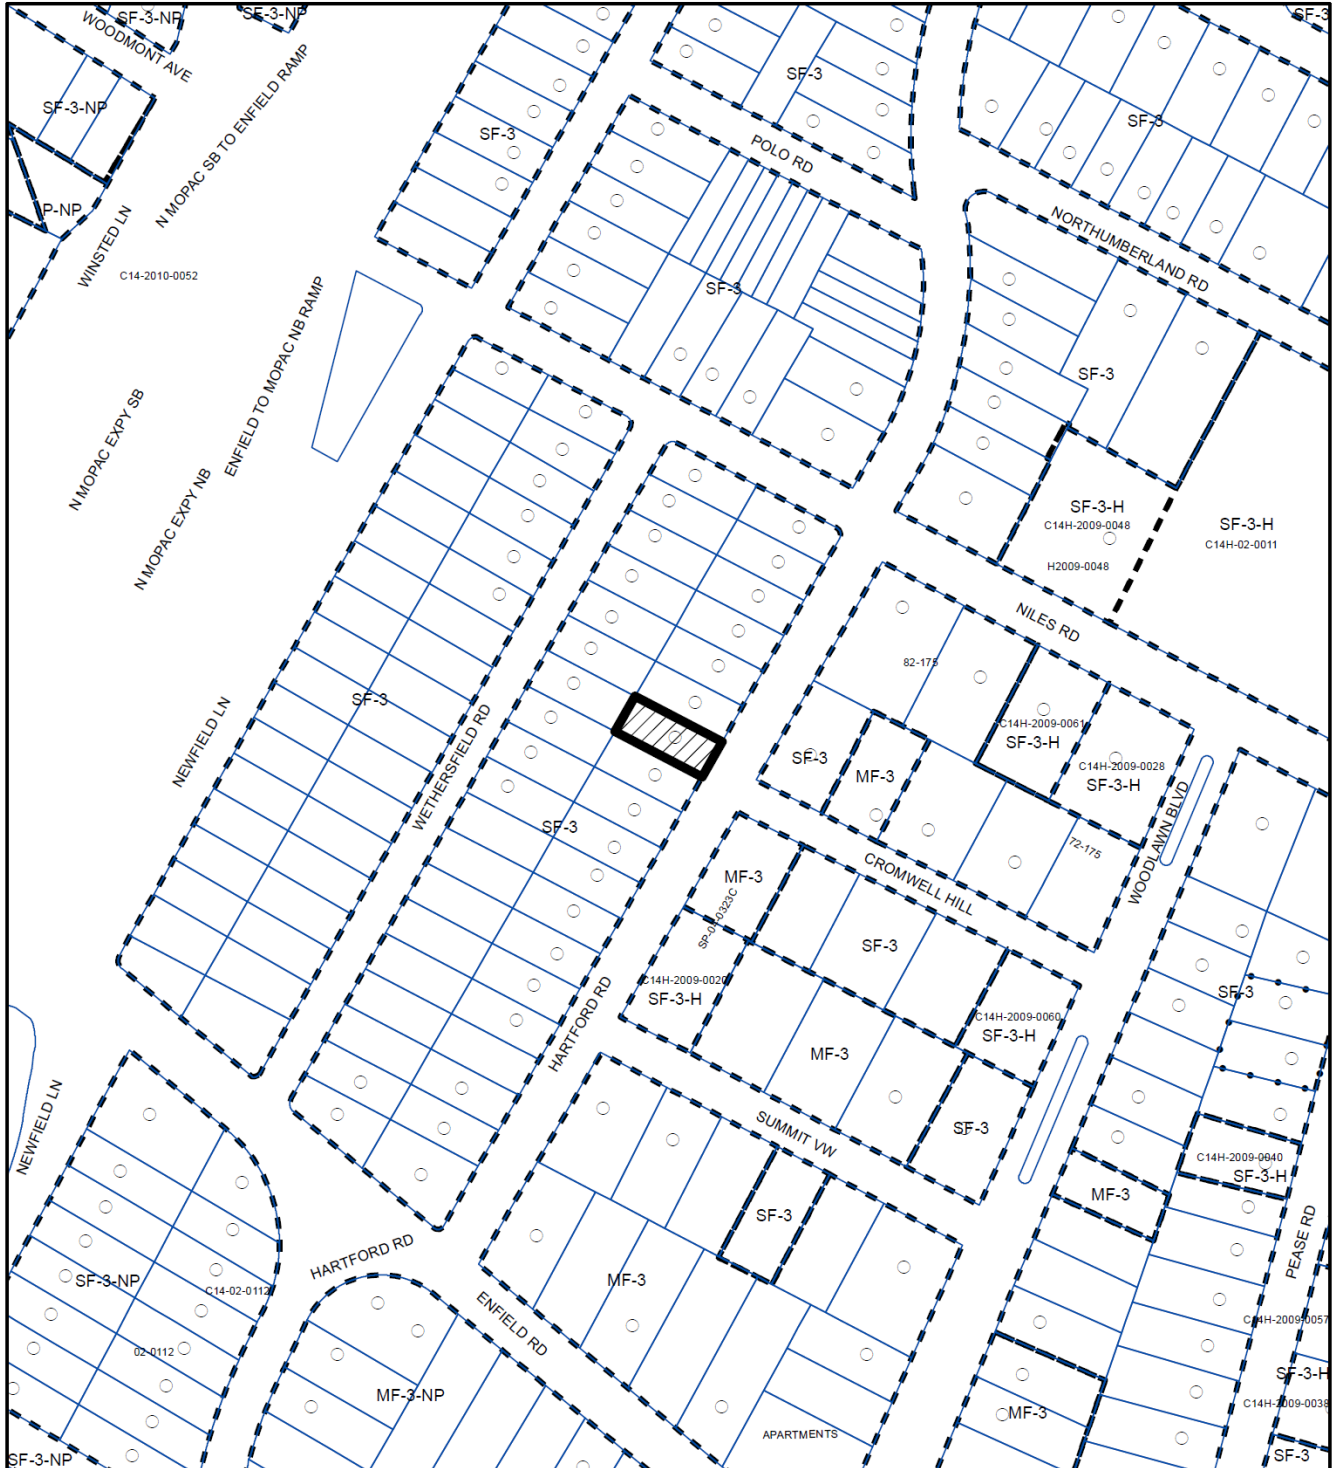 SF-3-NP
SF-3-NP
SF-3
WOODMONT AVE
SF-3-NP
N MOPAC SB TO ENFIELD RAMP
SF-3
SF-3
SF-3
POLO RD
P-NP
WINSTED LN
C14-2010-0052
NORTHUMBERLAND RD
ENFIELD TO MOPAC NB RAMP
SF-3
SF-3
N MOPAC EXPY SB
N MOPAC EXPY NB
SF-3-H
C14H-2009-0048
H2009-0048
SF-3-H
C14H-02-0011
NILES RD
82-175
SF-3
NEWFIELD LN
WETHERSFIELD RD
C14H-2009-0061
SF-3-H
C14H-2009-0028
SF-3-H
SF-3
MF-3
WOODLAWN BLVD
SF-3
72-175
CROMWELL HILL
MF-3
SP-04-0323C
SF-3
C14H-2009-0020
SF-3-H
HARTFORD RD
SF-3
C14H-2009-0060
SF-3-H
MF-3
NEWFIELD LN
SUMMIT VW
SF-3
C14H-2009-0040
SF-3-H
MF-3
SF-3
PEASE RD
HARTFORD RD
SF-3-NP
C14-02-0112
MF-3
ENFIELD RD
C14H-2009-0057
02-0112
SF-3-H
MF-3-NP
C14H-2009-0038
MF-3
APARTMENTS
SF-3-NP
SF-3